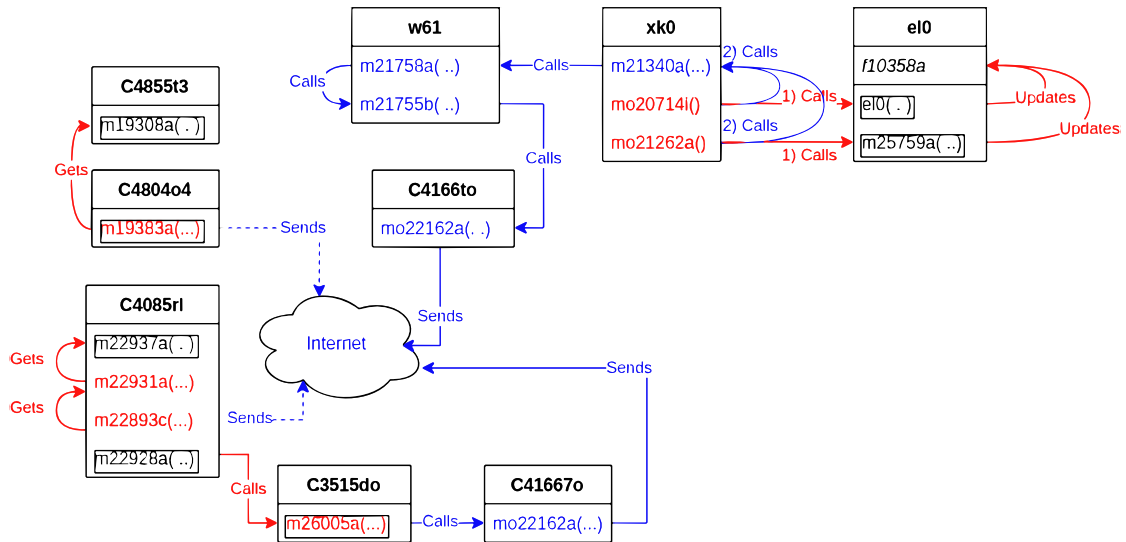 w61
m21758a( ..)
m21755b( ..)
Calls
Calls
Calls
xk0
m21340a(...)
mo20714l()
mo21262a()
2) Calls
1) Calls
2) Calls
1) Calls
el0
f10358a
el0( . )
m25759a( ..)
Updates
Updates
C4855t3
m19308a( . )
Gets
C4804o4
m19383a(...)
Sends
C4166to
mo22162a(. .)
Sends
Internet
C4085rl
m22937a( . )
m22931a(...)
m22893c(...)
m22928a( ..)
Gets
Gets
Sends
Sends
Calls
C3515do
m26005a(...)
Calls
C41667o
mo22162a(...)